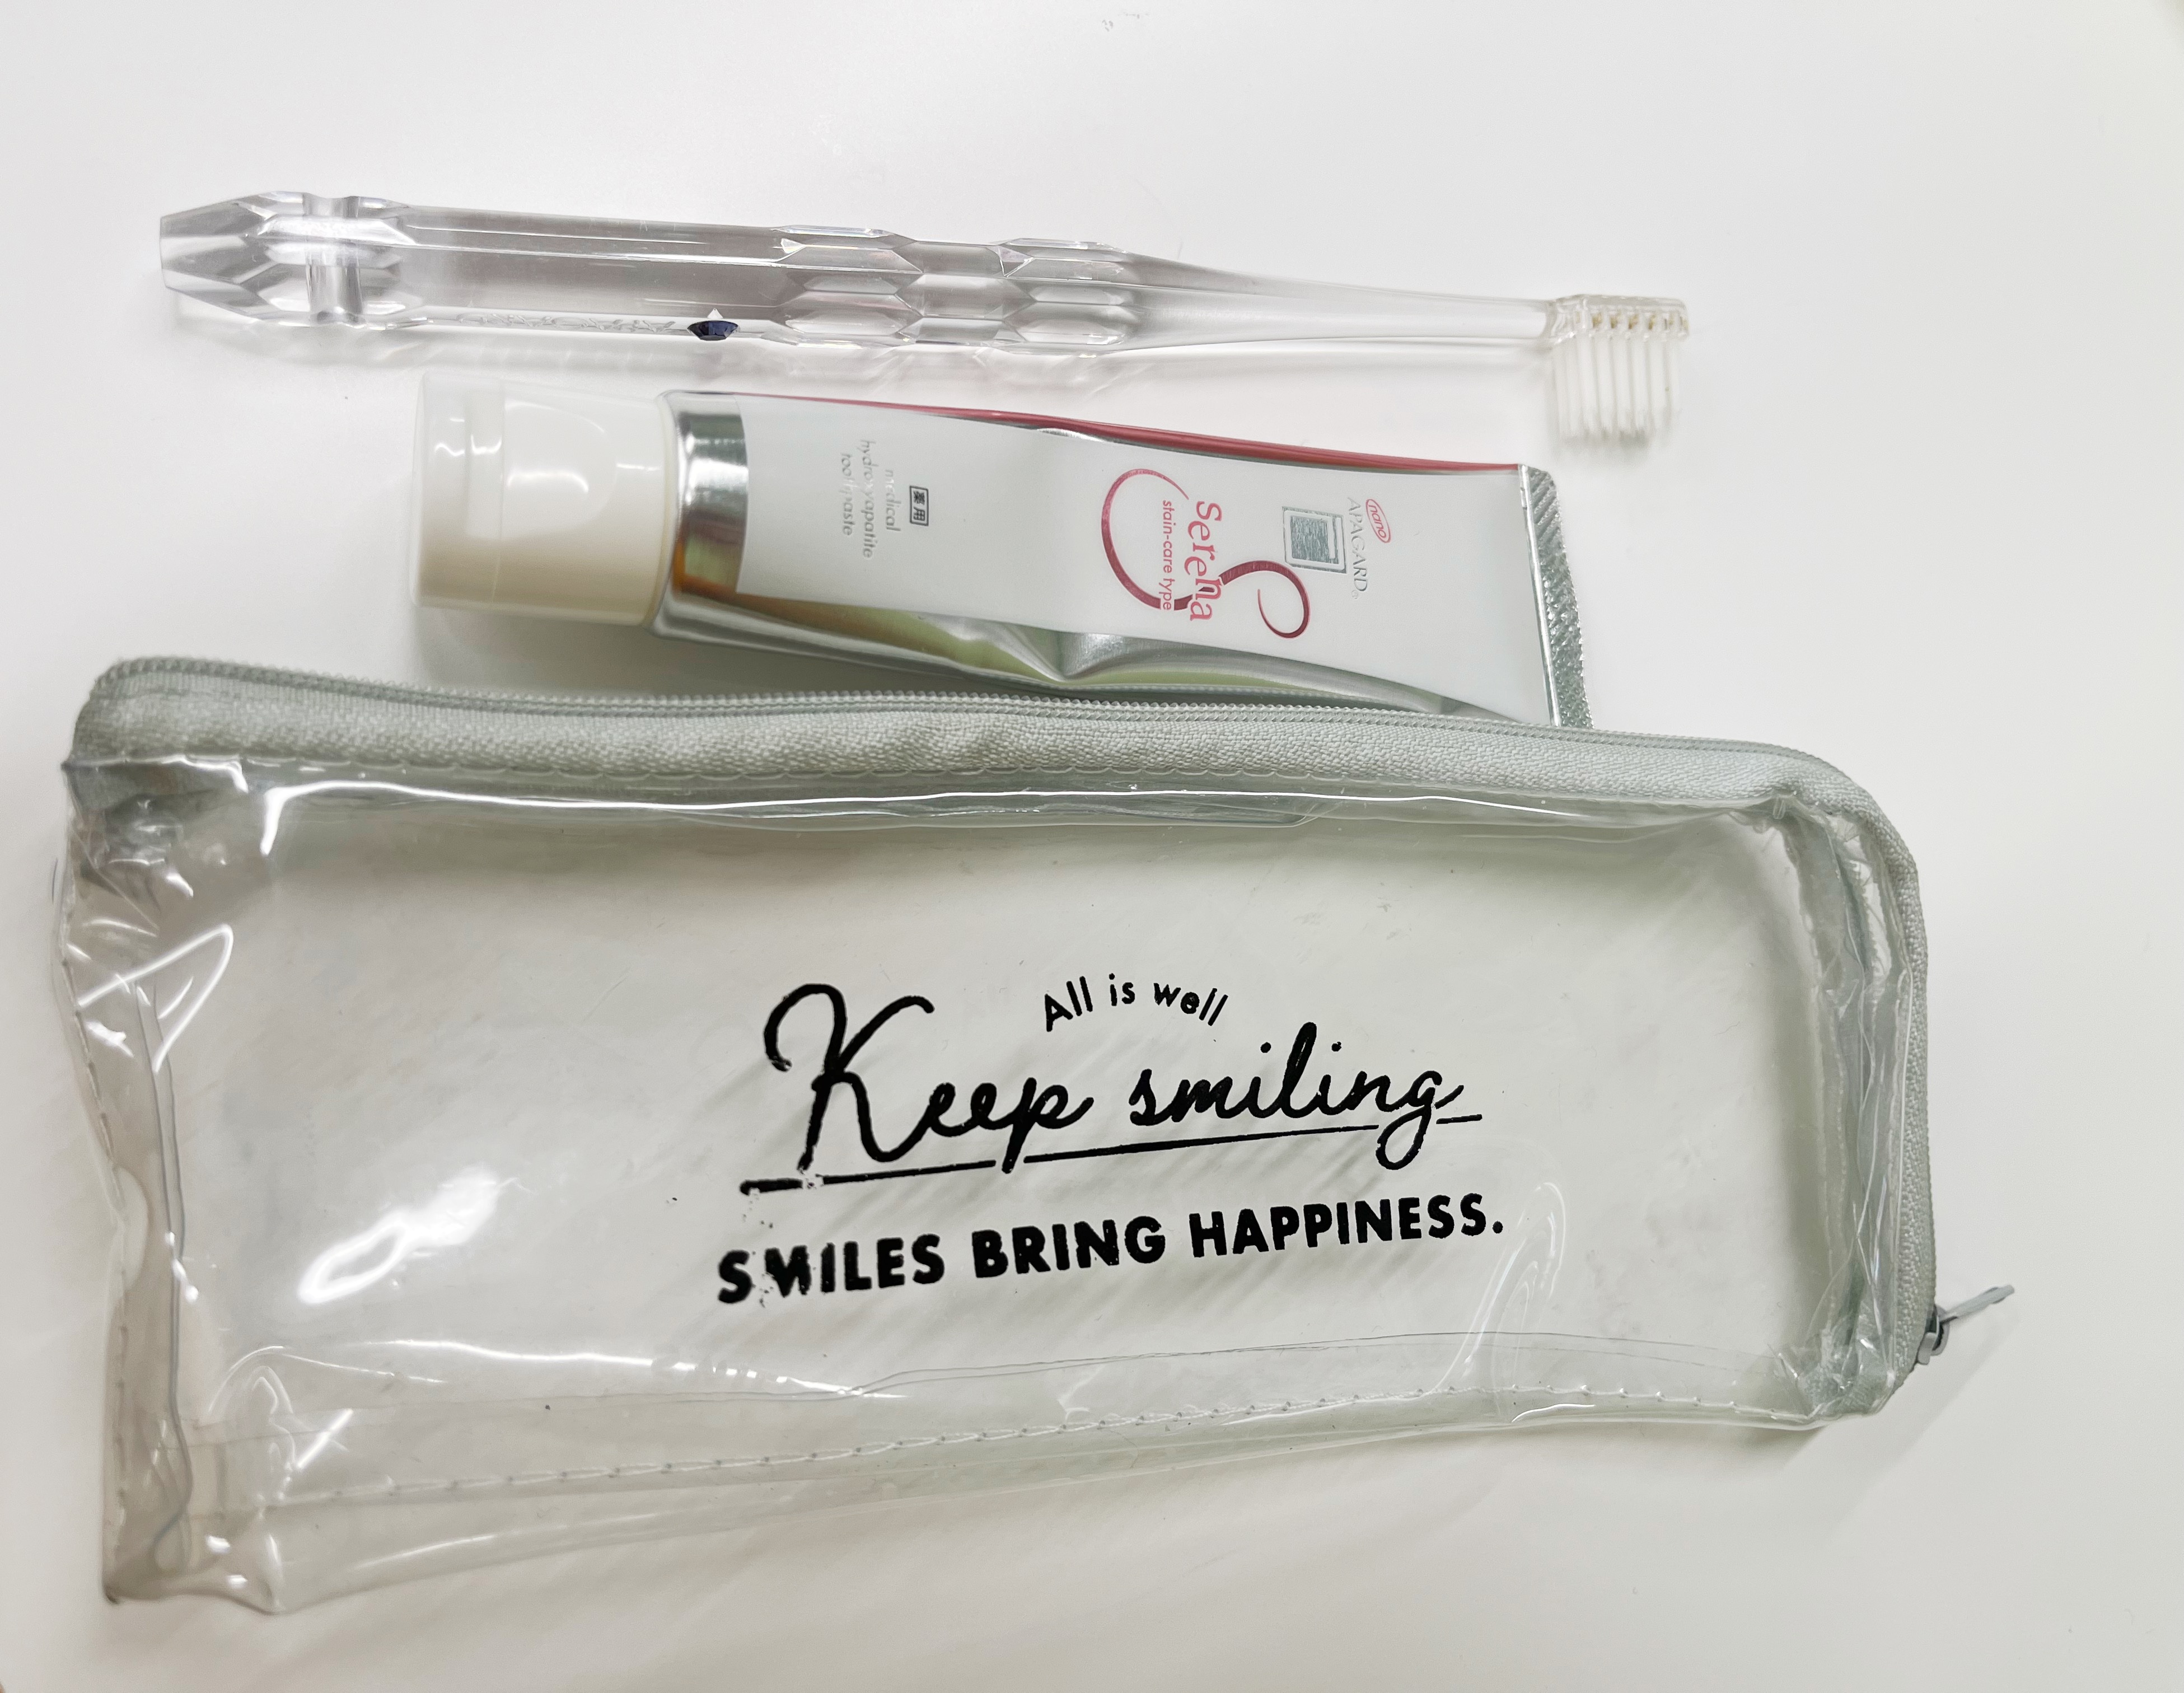 nano
APAGARD
Serena
stain-care type
薬用
medical
hydroxyapatite
toothpaste
All is well
Keep smiling
SMILES BRING HAPPINESS.